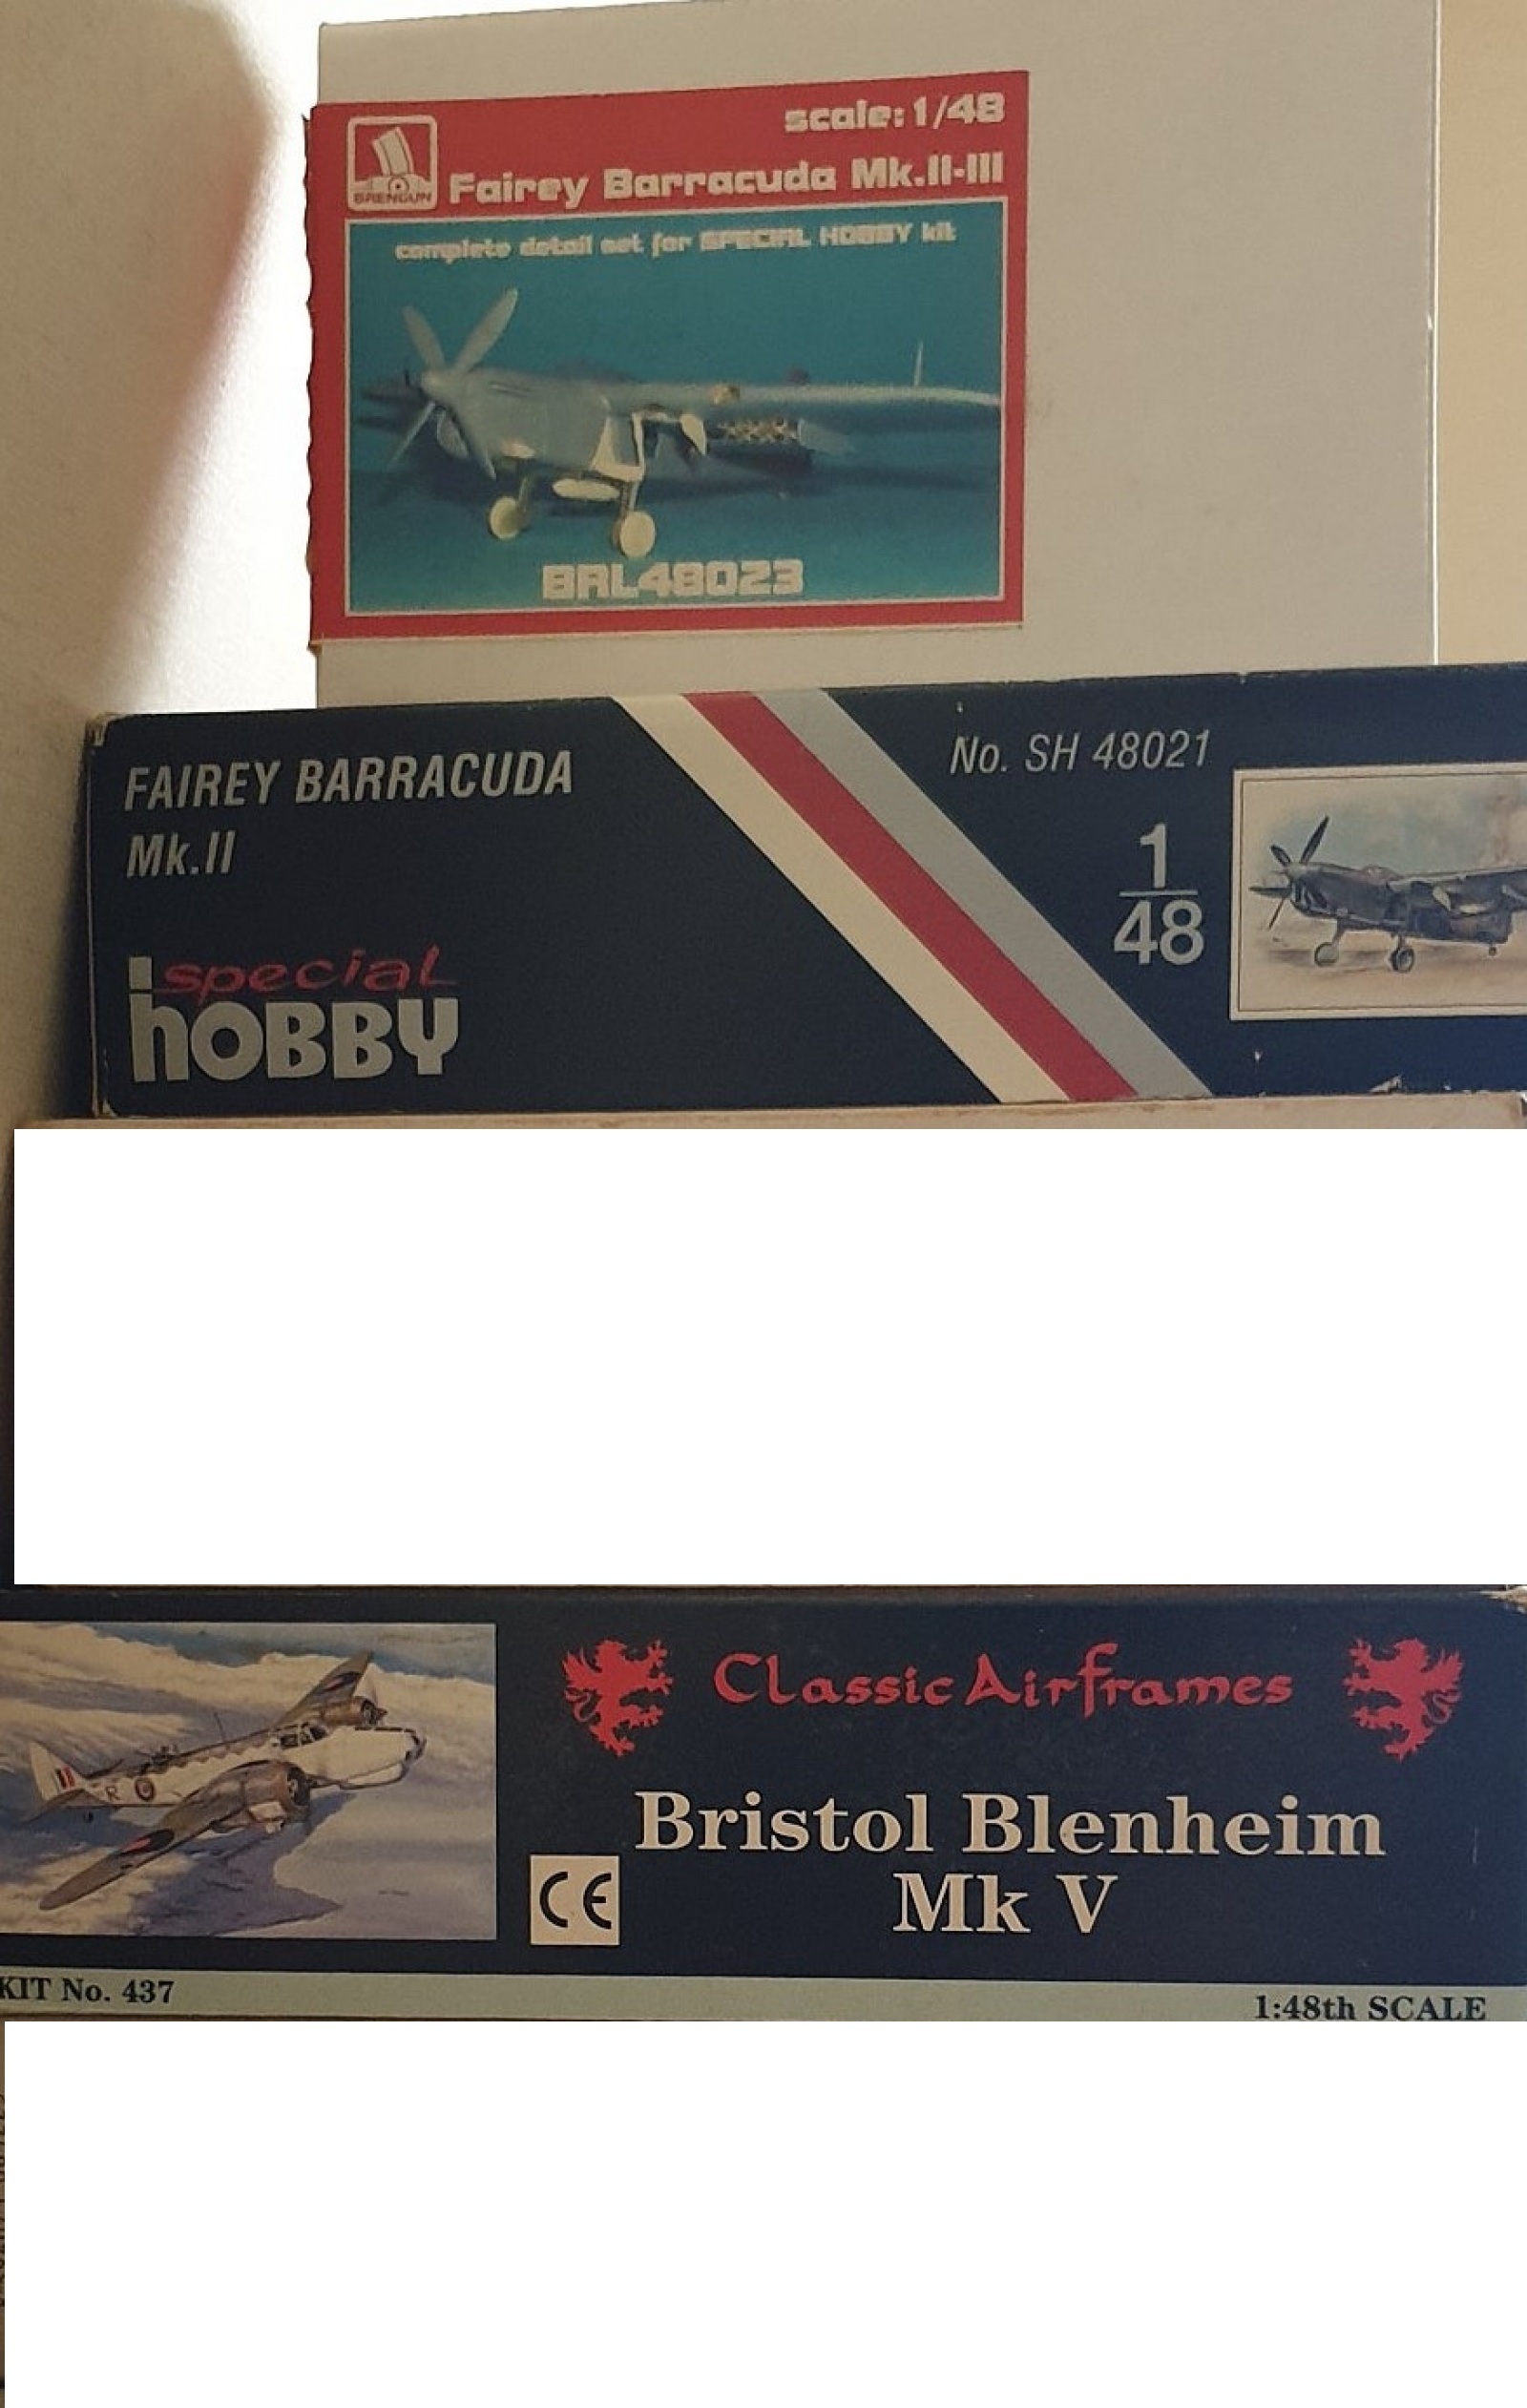 scale: 1/48
BRENGUN
Fairey Barracuda Mk.II-III
complete detail set for SPECIAL HOBBY kit
BRL48023
FAIREY BARRACUDA
Mk.II
special
hOBBY
No. SH 48021
1
48
Classic Airframes
R
Bristol Blenheim
Mk V
CE
KIT No. 437
1:48th SCALE